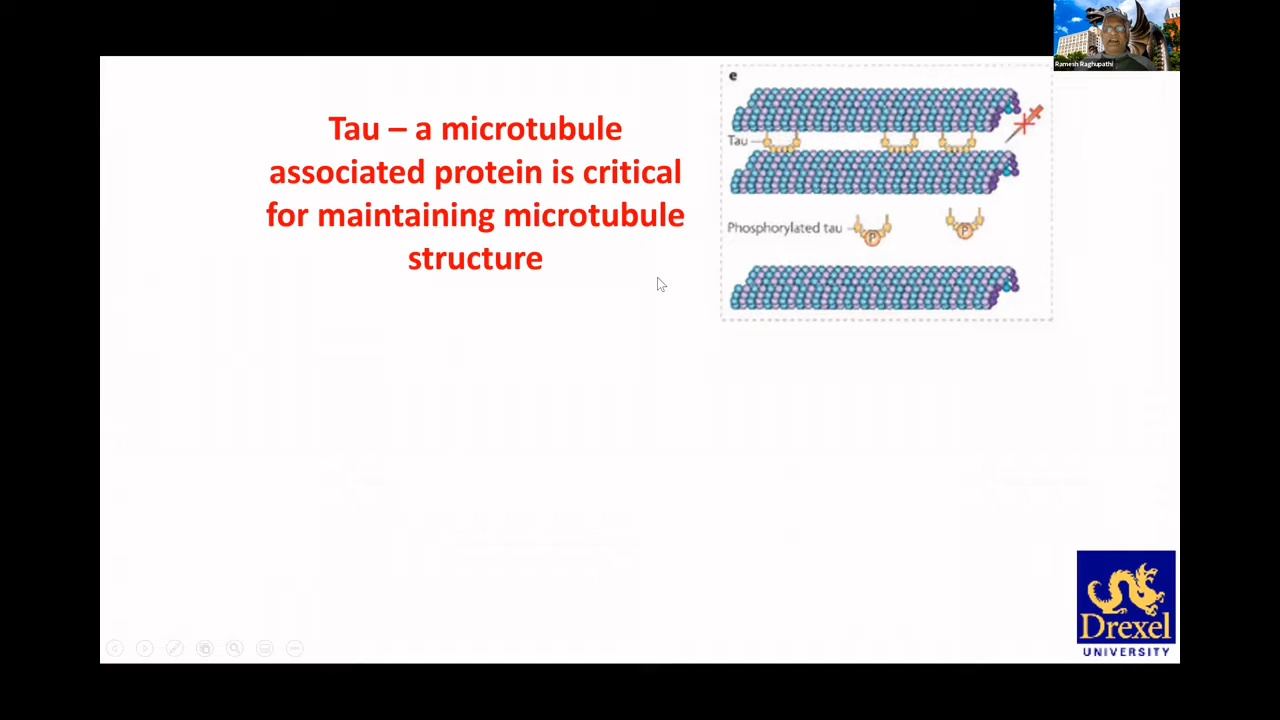 Ramesh Raghupathi
Tau – a microtubule
associated protein is critical
for maintaining microtubule
structure
e
Tau
Phosphorylated tau
P
P
Drexel
UNIVERSITY